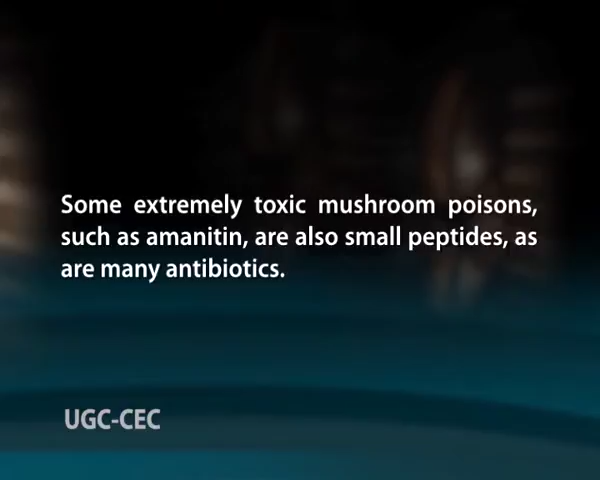 Some extremely toxic mushroom poisons,
such as amanitin, are also small peptides, as
are many antibiotics.
UGC-CEC